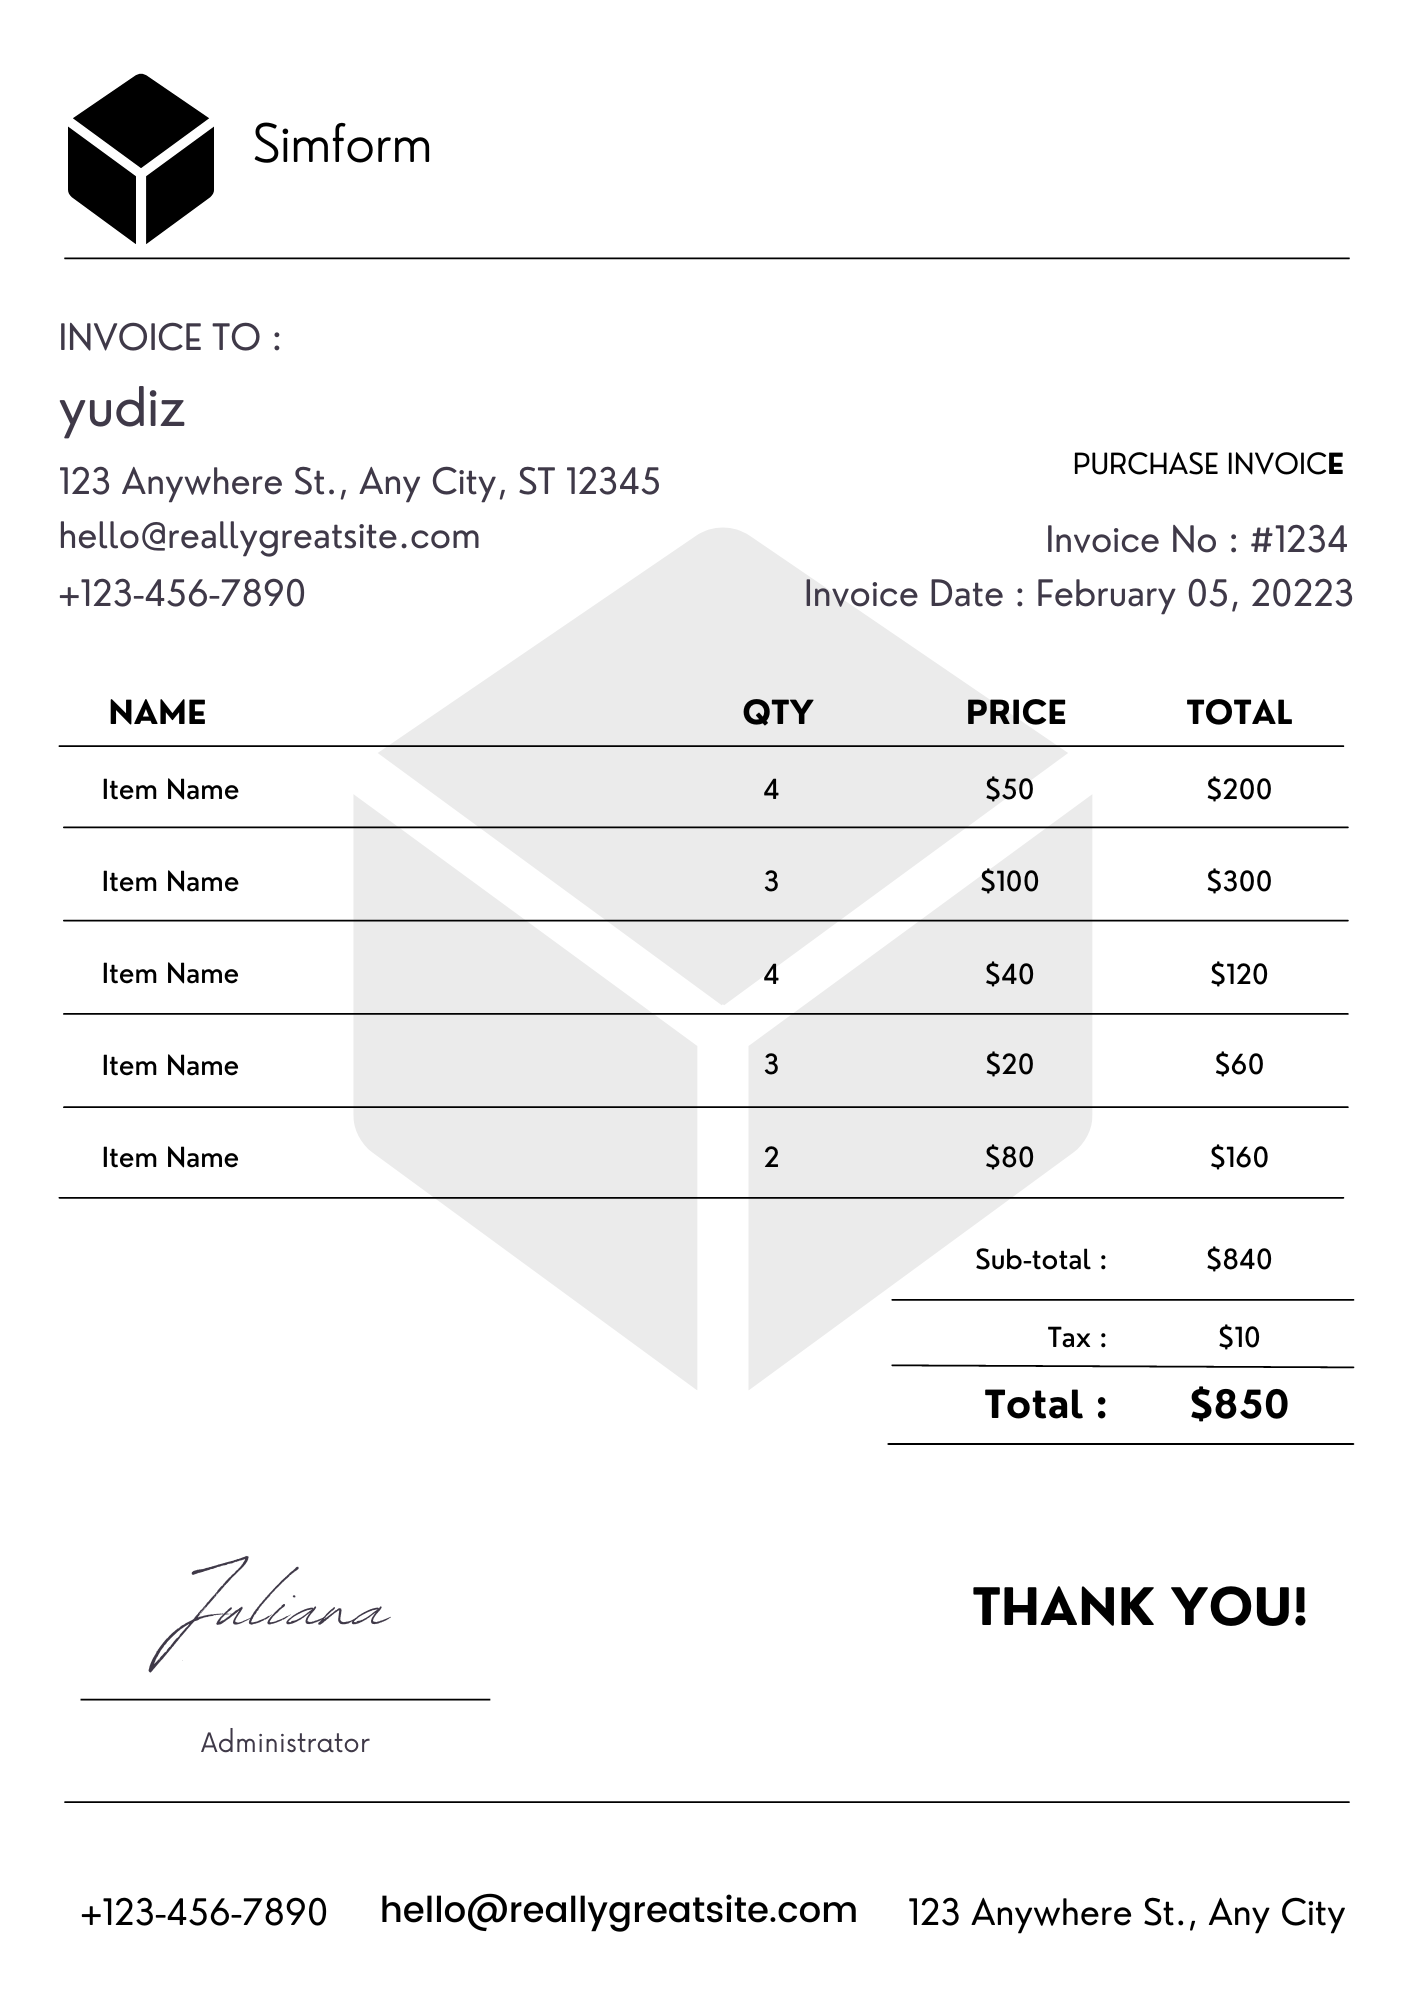 Simform
INVOICE TO :
yudiz
123 Anywhere St., Any City, ST 12345
hello@reallygreatsite.com
+123-456-7890
PURCHASE INVOICE
Invoice No : #1234
Invoice Date : February 05, 20223
NAME QTY PRICE TOTAL
Item Name 4 $50 $200
Item Name 3 $100 $300
Item Name 4 $40 $120
Item Name 3 $20 $60
Item Name 2 $80 $160
Sub-total : $840
Tax : $10
Total : $850
Juliana
THANK YOU!
Administrator
+123-456-7890 hello@reallygreatsite.com 123 Anywhere St., Any City